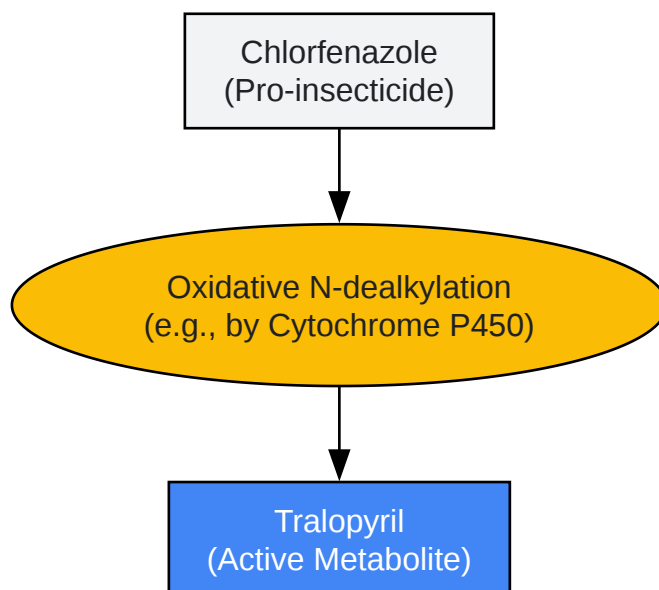 Chlorfenazole
(Pro-insecticide)
Oxidative N-dealkylation
(e.g., by Cytochrome P450)
Tralopyril
(Active Metabolite)